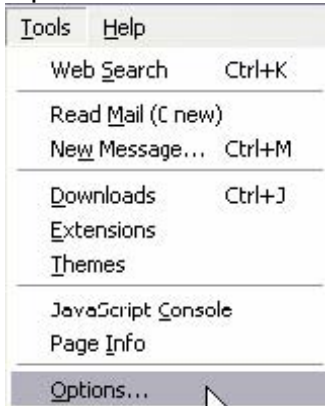 Tools Help
Web Search Ctrl+K
Read Mail (0 new)
New Message... Ctrl+M
Downloads Ctrl+J
Extensions
Themes
JavaScript Console
Page Info
Options...